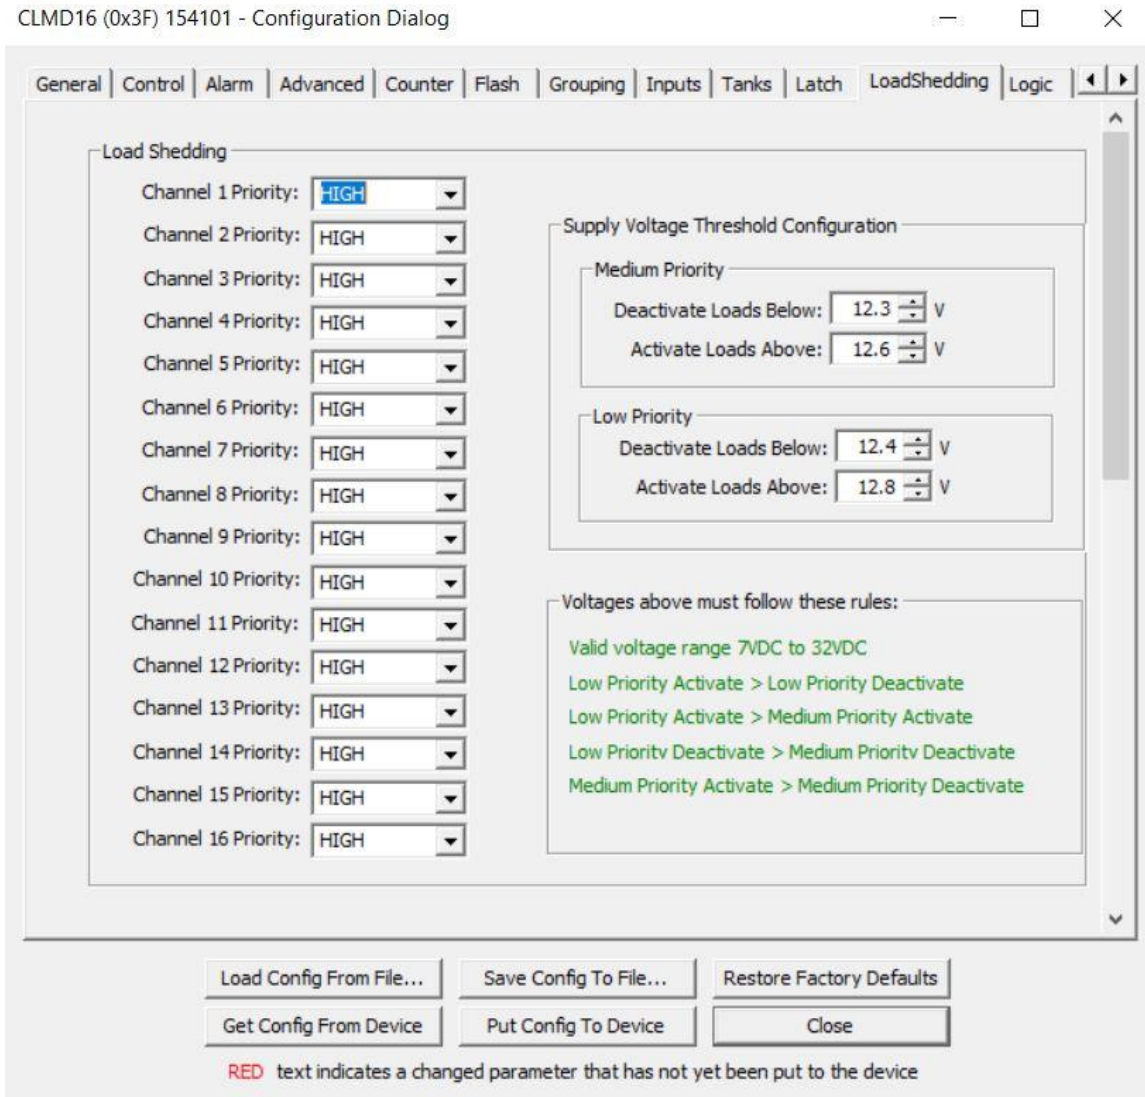 CLMD16 (0x3F) 154101 - Configuration Dialog
General Control Alarm Advanced Counter Flash Grouping Inputs Tanks Latch LoadShedding Logic
Load Shedding
Channel 1 Priority: HIGH
Channel 2 Priority: HIGH
Channel 3 Priority: HIGH
Channel 4 Priority: HIGH
Channel 5 Priority: HIGH
Channel 6 Priority: HIGH
Channel 7 Priority: HIGH
Channel 8 Priority: HIGH
Channel 9 Priority: HIGH
Channel 10 Priority: HIGH
Channel 11 Priority: HIGH
Channel 12 Priority: HIGH
Channel 13 Priority: HIGH
Channel 14 Priority: HIGH
Channel 15 Priority: HIGH
Channel 16 Priority: HIGH
Supply Voltage Threshold Configuration
Medium Priority
Deactivate Loads Below: 12.3 V
Activate Loads Above: 12.6 V
Low Priority
Deactivate Loads Below: 12.4 V
Activate Loads Above: 12.8 V
Voltages above must follow these rules:
Valid voltage range 7VDC to 32VDC
Low Priority Activate > Low Priority Deactivate
Low Priority Activate > Medium Priority Activate
Low Priority Deactivate > Medium Priority Deactivate
Medium Priority Activate > Medium Priority Deactivate
Load Config From File... Save Config To File... Restore Factory Defaults
Get Config From Device Put Config To Device Close
RED text indicates a changed parameter that has not yet been put to the device